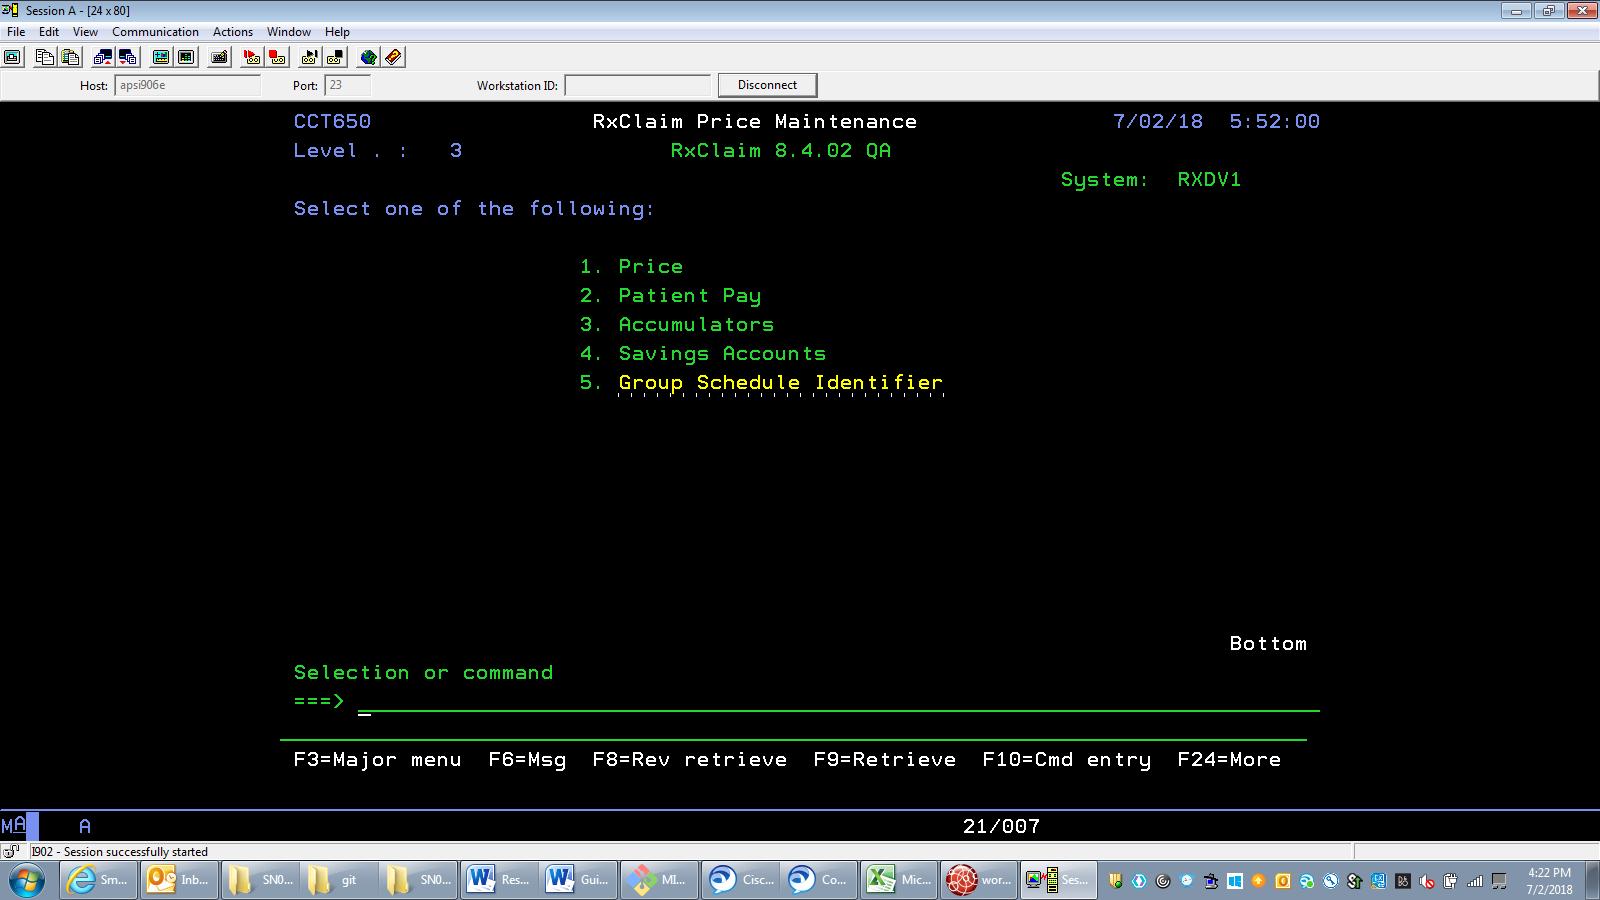 Session A - [24 x 80]
File Edit View Communication Actions Window Help
Host: apsi906e Port: 23 Workstation ID: Disconnect
CCT650 RxClaim Price Maintenance 7/02/18 5:52:00
Level . : 3 RxClaim 8.4.02 QA
System: RXDV1
Select one of the following:
1. Price
2. Patient Pay
3. Accumulators
4. Savings Accounts
5. Group Schedule Identifier
Bottom
Selection or command
===>
F3=Major menu F6=Msg F8=Rev retrieve F9=Retrieve F10=Cmd entry F24=More
MA A 21/007
I902 - Session successfully started
Sm... Inb... SN0... git SN0... Res... Gui... MI... Cisc... Co... Mic... wor... Ses... 4:22 PM
7/2/2018